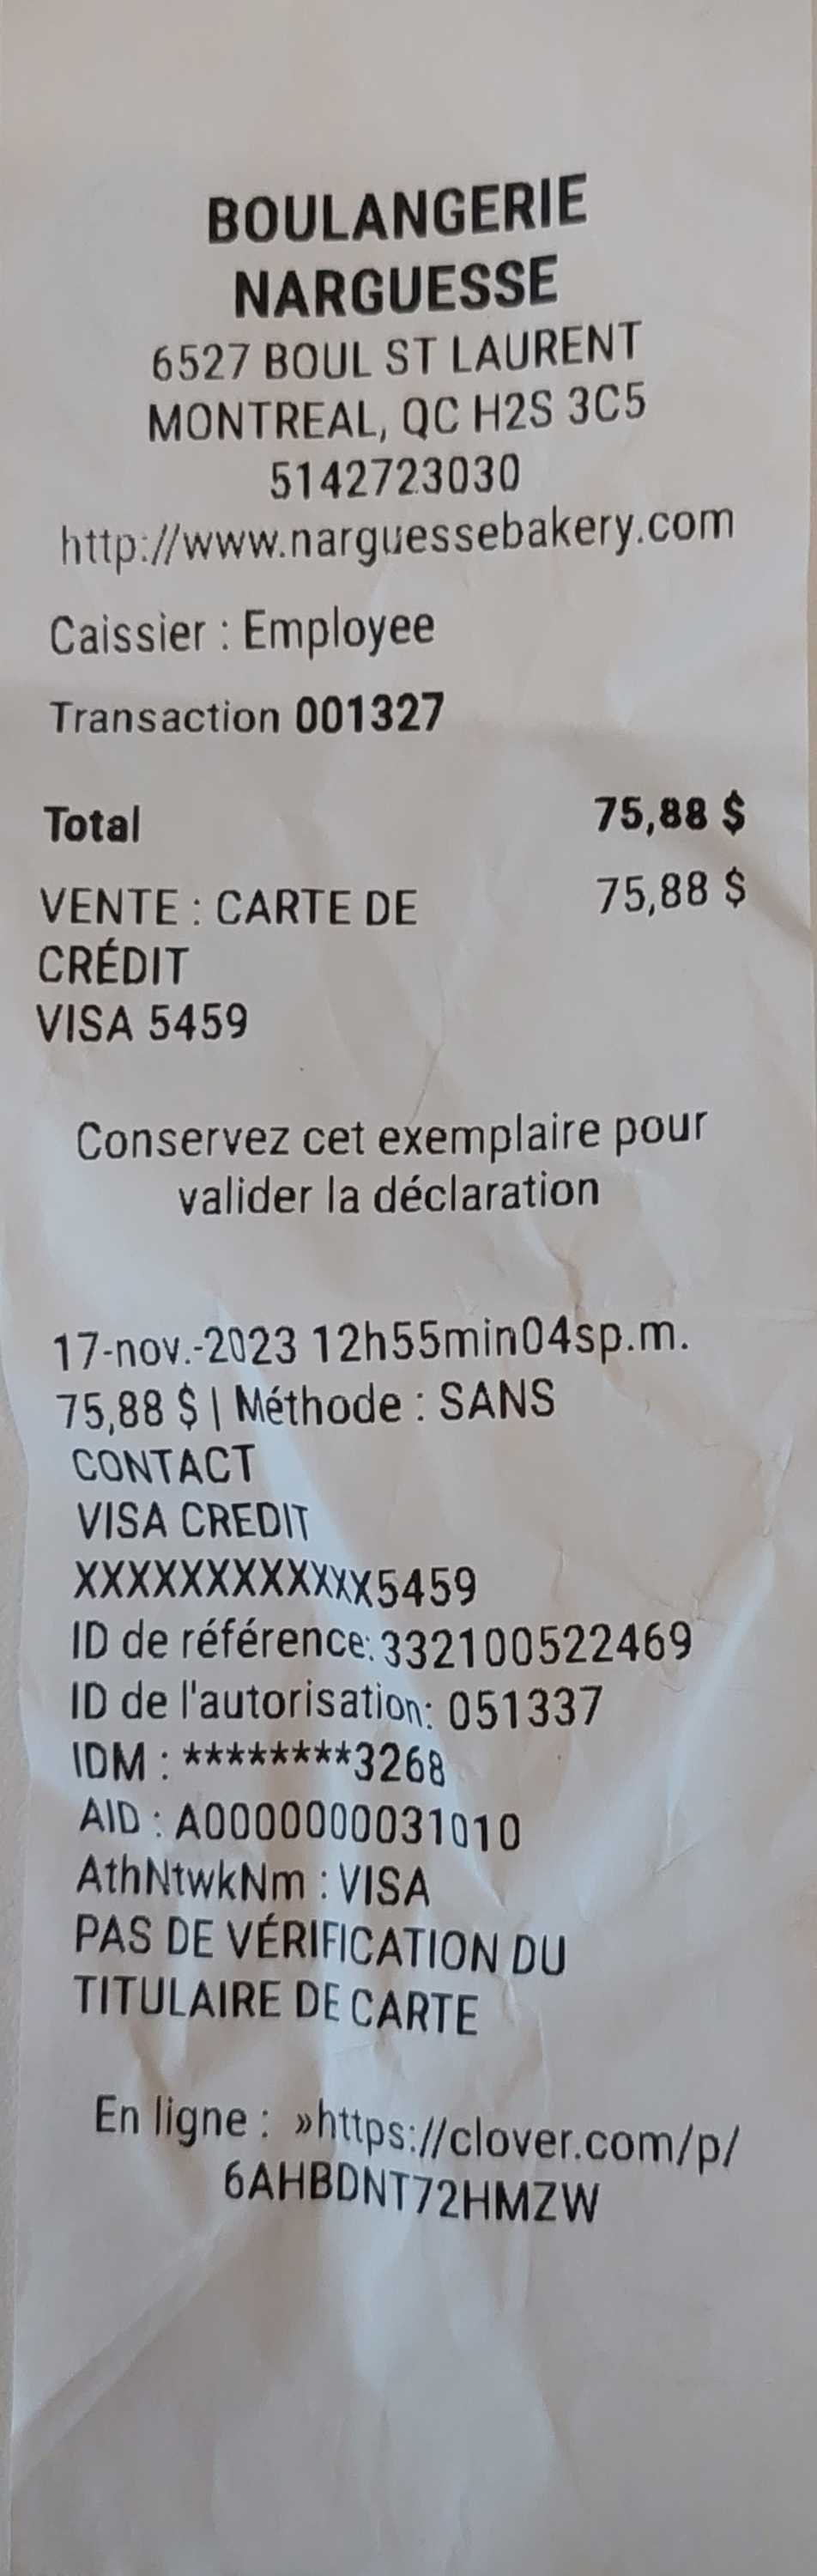 BOULANGERIE
NARGUESSE
6527 BOUL ST LAURENT
MONTREAL, QC H2S 3C5
5142723030
http://www.narguessebakery.com
Caissier : Employee
Transaction 001327
Total 75,88 $
VENTE : CARTE DE 75,88 $
CRÉDIT
VISA 5459
Conservez cet exemplaire pour
valider la déclaration
17-nov.-2023 12h55min04sp.m.
75,88 $ | Méthode : SANS
CONTACT
VISA CREDIT
XXXXXXXXXXXX5459
ID de référence: 332100522469
ID de l'autorisation: 051337
IDM : ********3268
AID : A0000000031010
AthNtwkNm : VISA
PAS DE VÉRIFICATION DU
TITULAIRE DE CARTE
En ligne : »https://clover.com/p/
6AHBDNT72HMZW